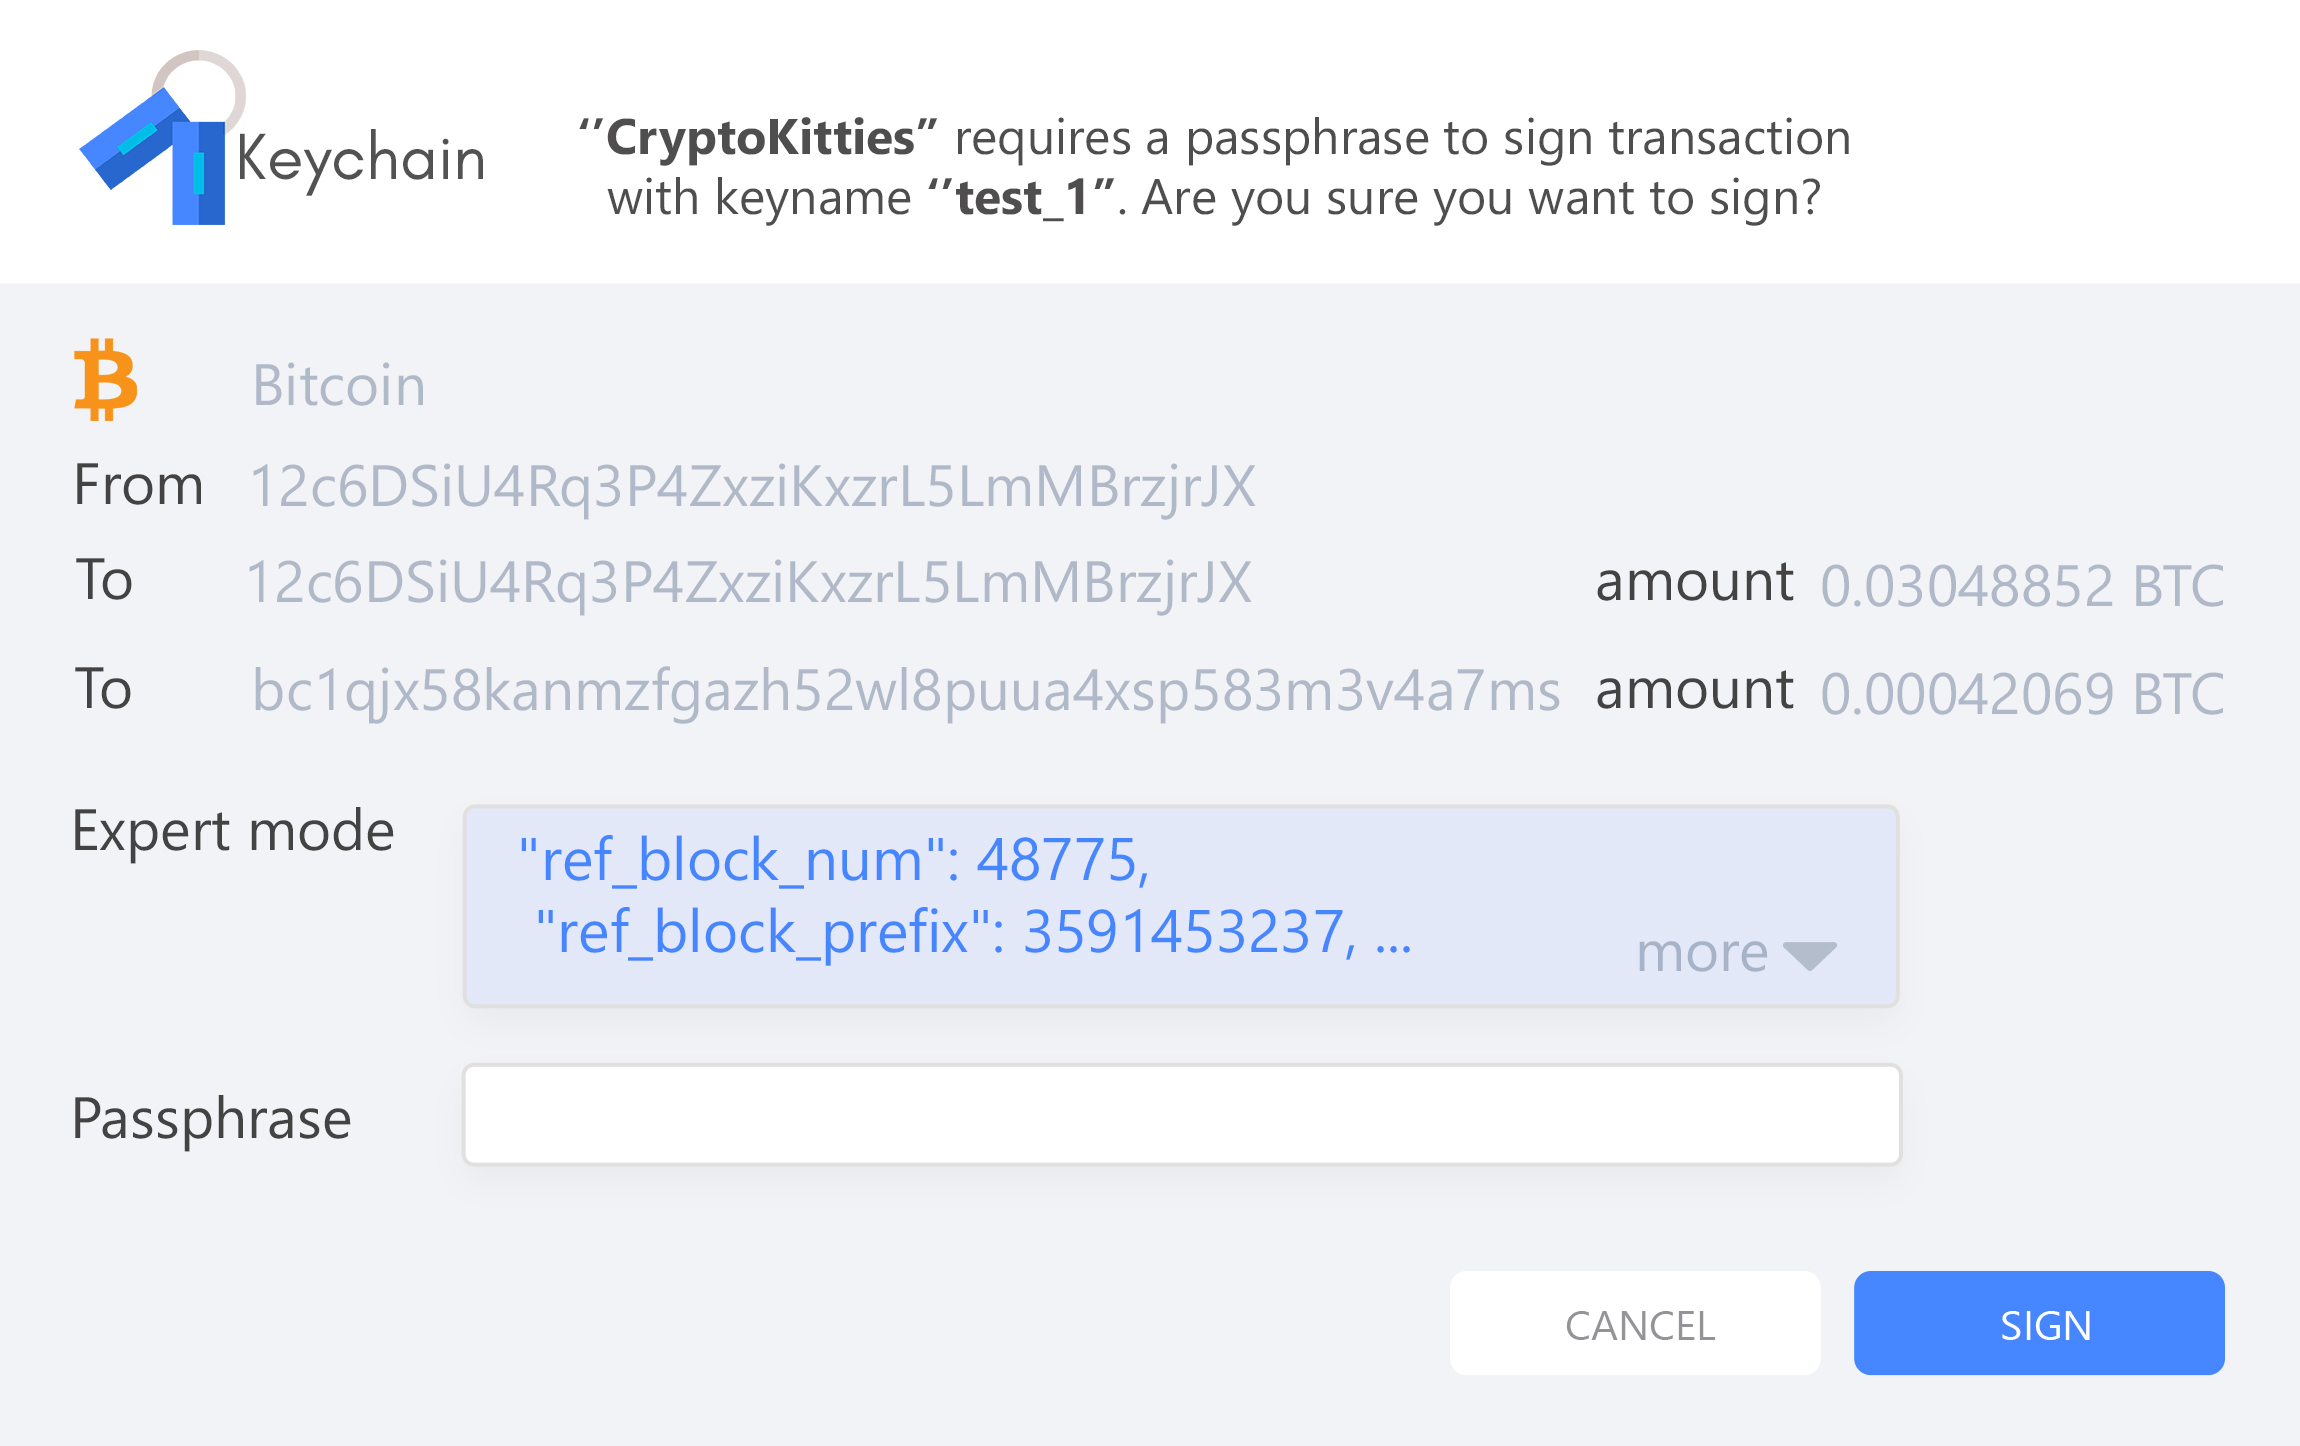 Keychain
‘’CryptoKitties” requires a passphrase to sign transaction
with keyname ‘’test_1”. Are you sure you want to sign?
Bitcoin
From 12c6DSiU4Rq3P4ZxziKxzrL5LmMBrzjrJX
To 12c6DSiU4Rq3P4ZxziKxzrL5LmMBrzjrJX amount 0.03048852 BTC
To bc1qjx58kanmzfgazh52wl8puua4xsp583m3v4a7ms amount 0.00042069 BTC
Expert mode
"ref_block_num": 48775,
"ref_block_prefix": 3591453237, ...
more
Passphrase
CANCEL SIGN